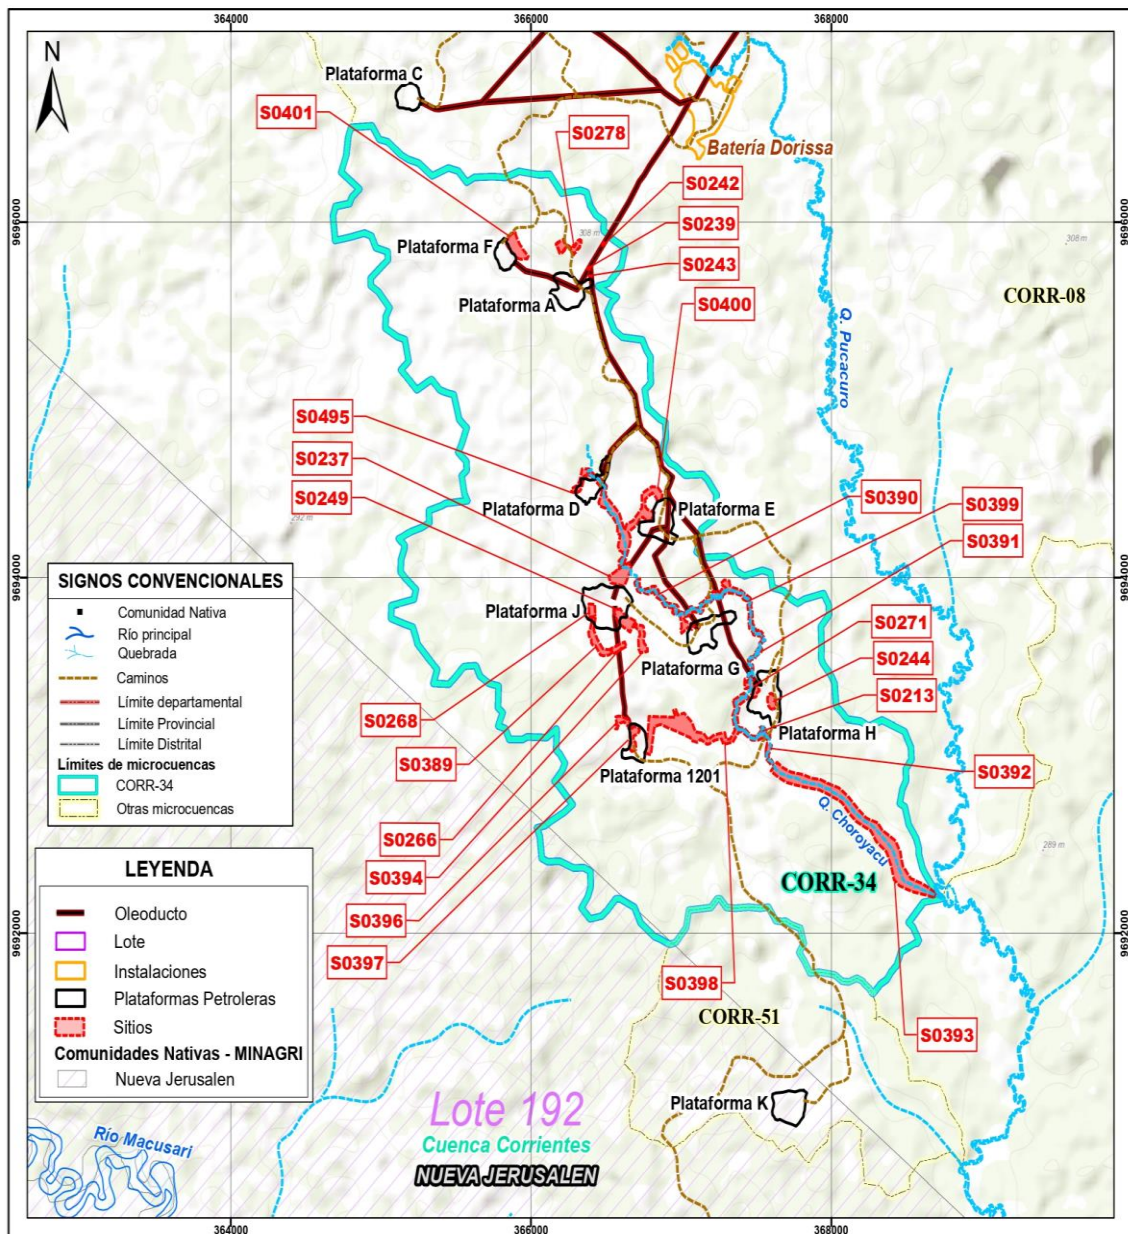 364000
366000
368000
N
Plataforma C
S0401
S0278
Batería Dorissa
S0242
9696000
9696000
S0239
308 m
308 m
Plataforma F
S0243
CORR-08
Plataforma A
S0400
Q. Pucacuro
S0495
S0237
S0249
S0390
S0399
292 m
Plataforma D
Plataforma E
S0391
9694000
9694000
SIGNOS CONVENCIONALES
Comunidad Nativa
Río principal
Quebrada
Caminos
Límite departamental
Límite Provincial
Límite Distrital
Límites de microcuencas
CORR-34
Otras microcuencas
Plataforma J
S0271
Plataforma G
S0244
S0213
S0268
Plataforma H
S0389
Plataforma 1201
S0392
Q. Choroyacu
S0266
289 m
S0394
CORR-34
S0396
S0397
9692000
9692000
S0398
CORR-51
S0393
LEYENDA
Oleoducto
Lote
Instalaciones
Plataformas Petroleras
Sitios
Comunidades Nativas - MINAGRI
Nueva Jerusalen
Plataforma K
Lote 192
Cuenca Corrientes
NUEVA JERUSALEN
Río Macusari
364000
366000
368000